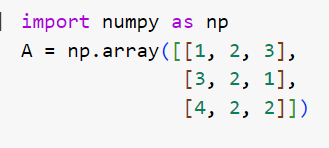 import numpy as np
A = np.array([[1, 2, 3],
              [3, 2, 1],
              [4, 2, 2]])